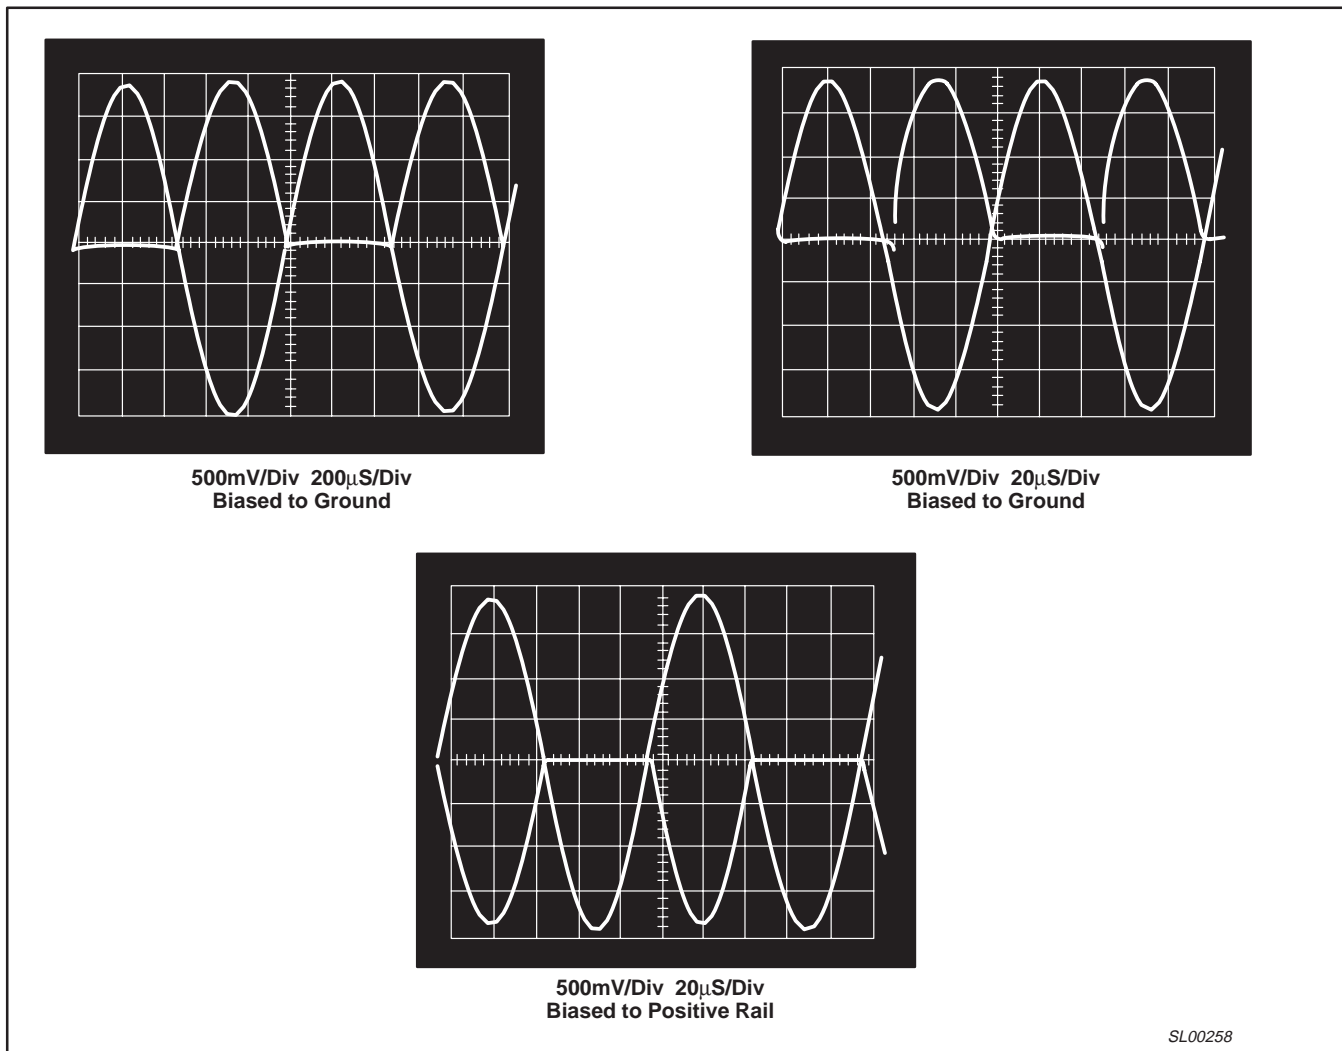 500mV/Div 200μS/Div
Biased to Ground
500mV/Div 20μS/Div
Biased to Ground
500mV/Div 20μS/Div
Biased to Positive Rail
SL00258